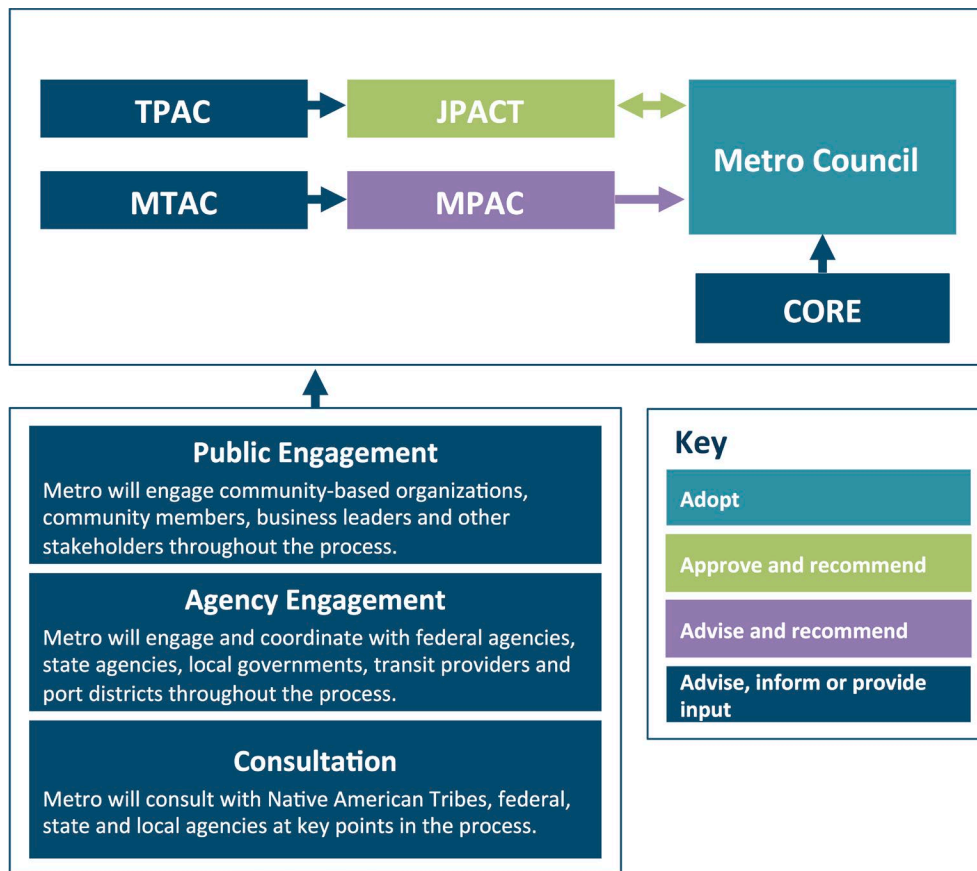 TPAC
JPACT
Metro Council
MTAC
MPAC
CORE
Public Engagement
Metro will engage community-based organizations,
community members, business leaders and other
stakeholders throughout the process.
Agency Engagement
Metro will engage and coordinate with federal agencies,
state agencies, local governments, transit providers and
port districts throughout the process.
Consultation
Metro will consult with Native American Tribes, federal,
state and local agencies at key points in the process.
Key
Adopt
Approve and recommend
Advise and recommend
Advise, inform or provide
input